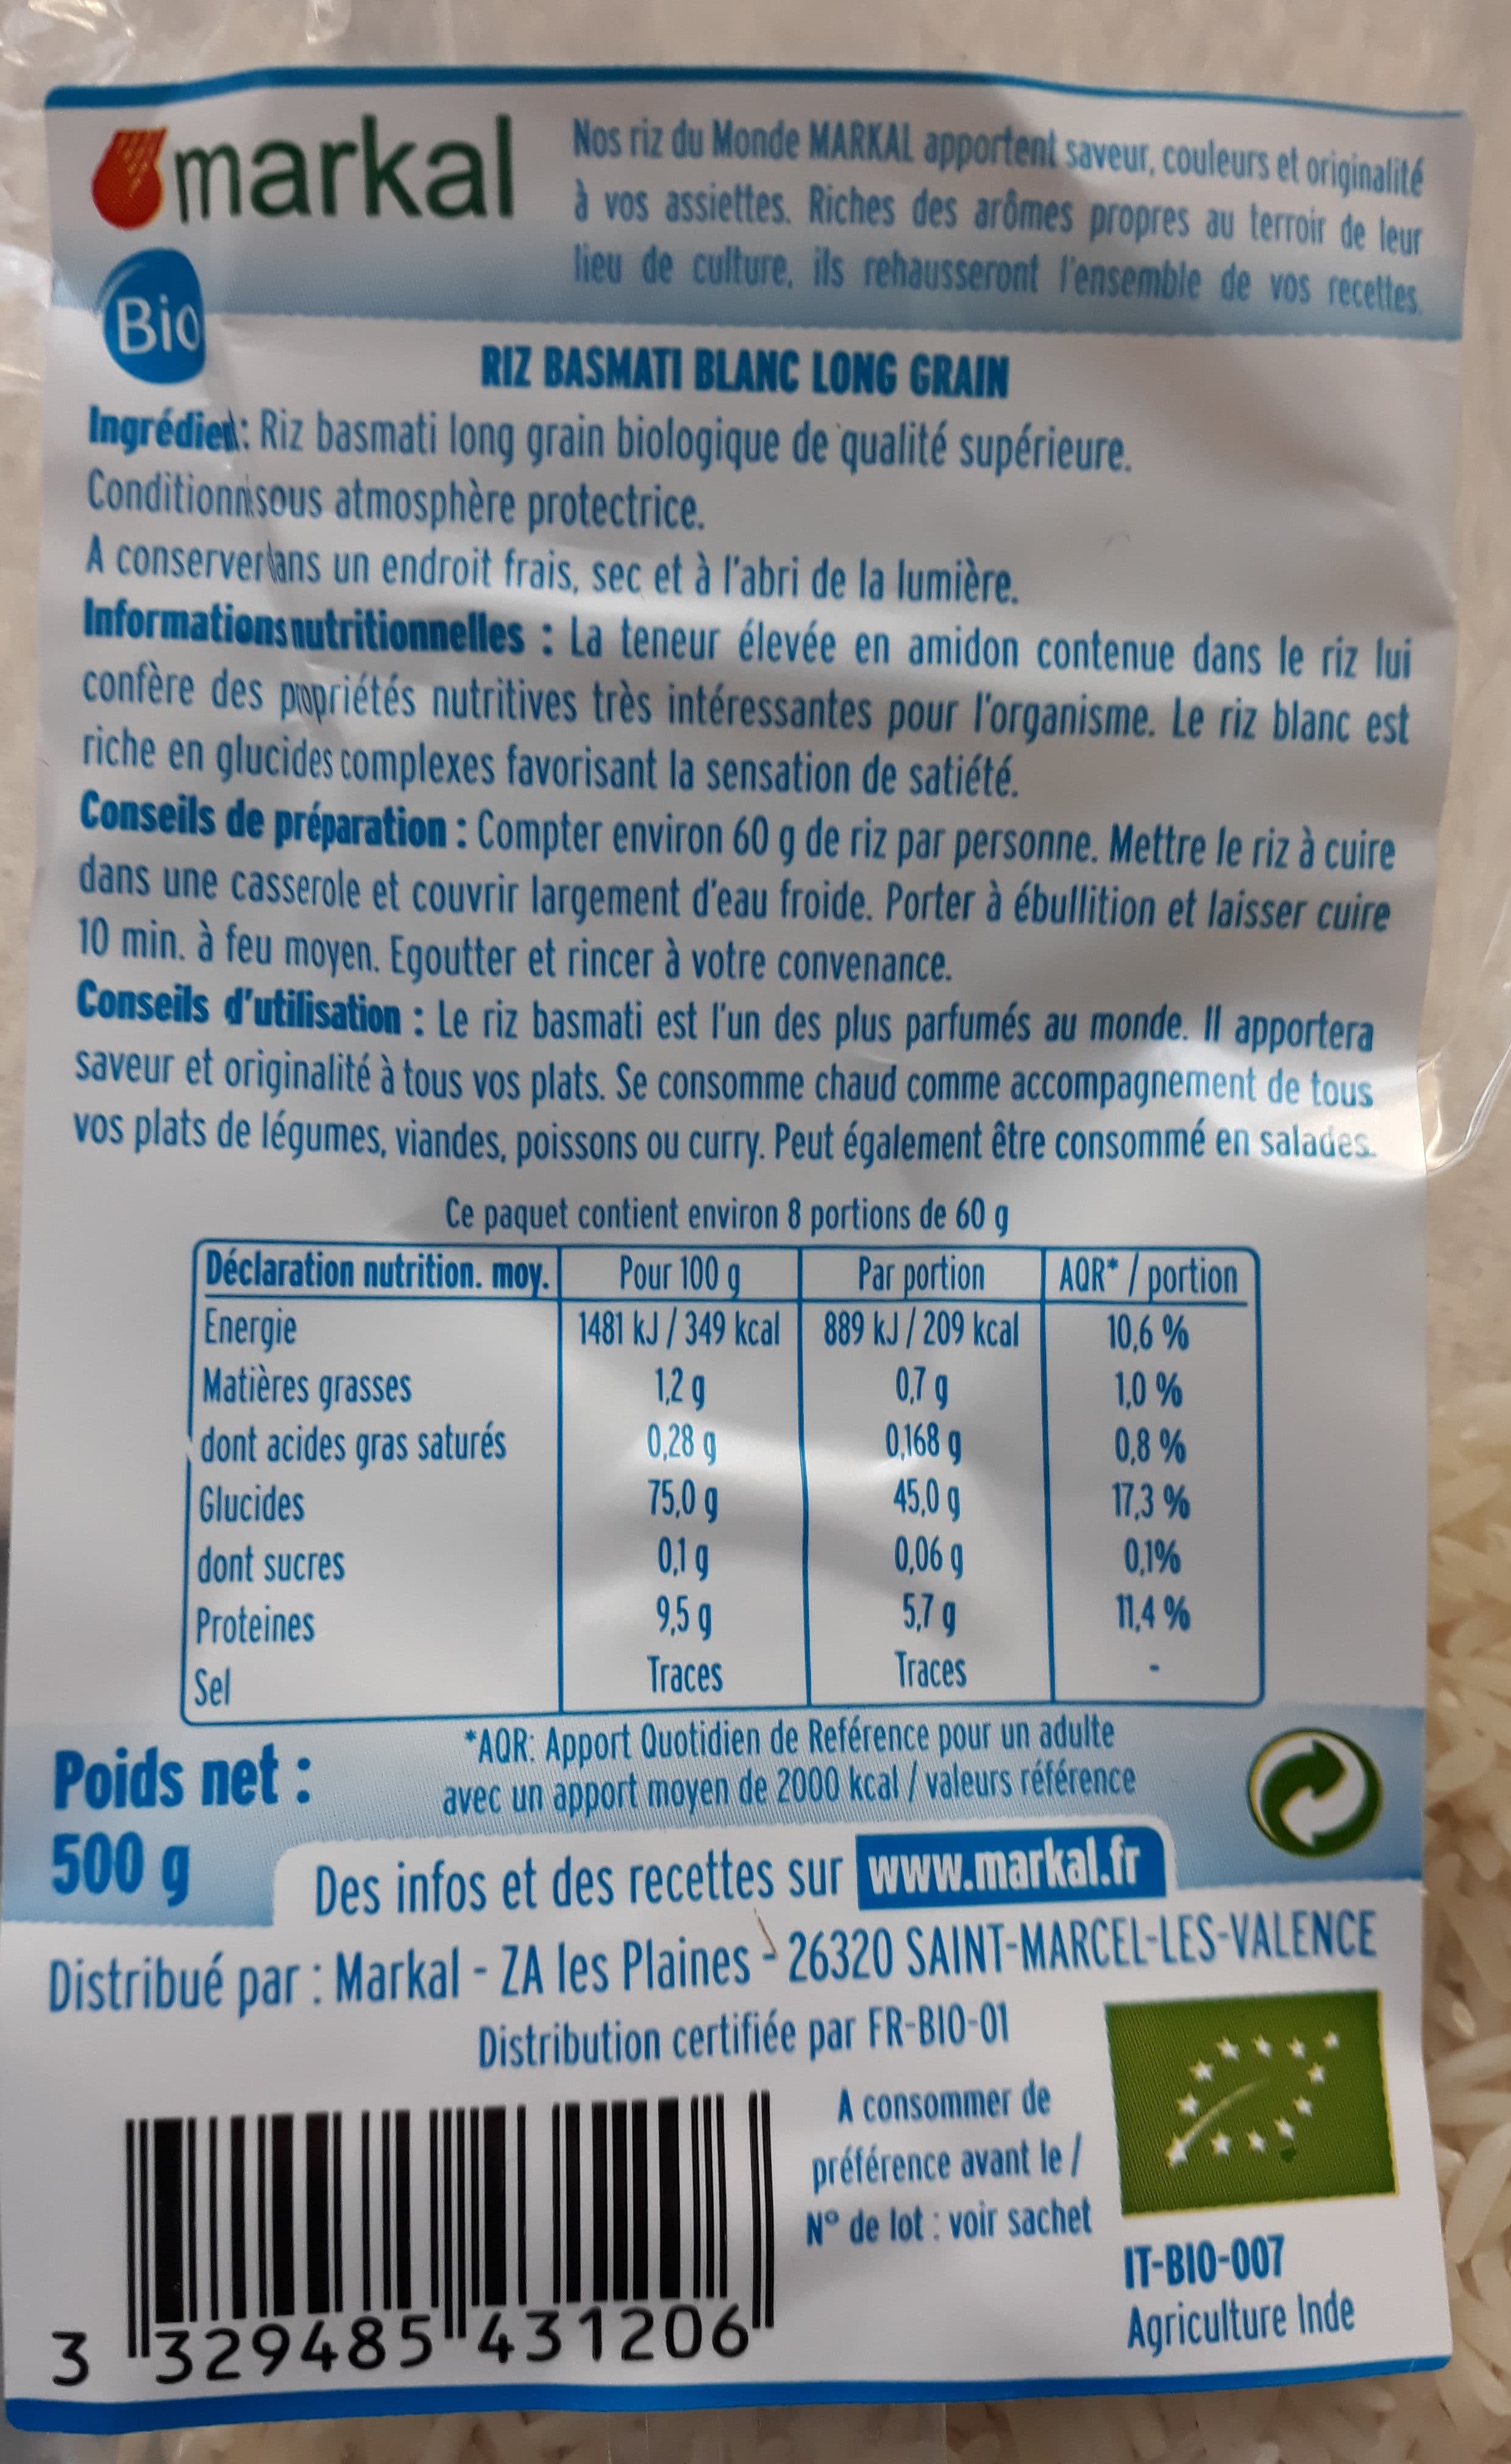 markal
Bio
Nos riz du Monde MARKAL apportent saveur, couleurs et originalité
à vos assiettes. Riches des arômes propres au terroir de leur
lieu de culture, ils rehausseront l'ensemble de vos recettes.
RIZ BASMATI BLANC LONG GRAIN
: Riz basmati long grain biologique de qualité supérieure.
sous atmosphère protectrice.
A conserver un endroit frais, sec et à l'abri de la lumière.
Informations nutritionnelles : La teneur élevée en amidon contenue dans le riz lui
confère des propriétés nutritives très intéressantes pour l'organisme. Le riz blanc est
riche en glucides complexes favorisant la sensation de satiété.
Conseils de préparation : Compter environ 60 g de riz par personne. Mettre le riz à cuire
dans une casserole et couvrir largement d'eau froide. Porter à ébullition et laisser cuire
10 min. à feu moyen. Egoutter et rincer à votre convenance.
Conseils d'utilisation : Le riz basmati est l'un des plus parfumés au monde. Il apportera
saveur et originalité à tous vos plats. Se consomme chaud comme accompagnement de tous
vos plats de légumes, viandes, poissons ou curry. Peut également être consommé en salades.
Ce paquet contient environ 8 portions de 60 g
Déclaration nutrition. moy. Pour 100 g Par portion AQR* / portion
Energie 1481 kJ / 349 kcal 889 kJ / 209 kcal 10,6 %
Matières grasses 1,2 g 0,7 g 1,0 %
dont acides gras saturés 0,28 g 0,168 g 0,8 %
Glucides 75,0 g 45,0 g 17,3 %
dont sucres 0,1 g 0,06 g 0,1%
Proteines 9,5 g 5,7 g 11,4 %
Sel Traces Traces -
*AQR: Apport Quotidien de Reférence pour un adulte
avec un apport moyen de 2000 kcal / valeurs référence
Poids net :
500 g
Des infos et des recettes sur www.markal.fr
Distribué par : Markal - ZA les Plaines - 26320 SAINT-MARCEL-LES-VALENCE
Distribution certifiée par FR-BIO-01
A consommer de
préférence avant le /
N° de lot : voir sachet
IT-BIO-007
Agriculture Inde
3 329485 431206